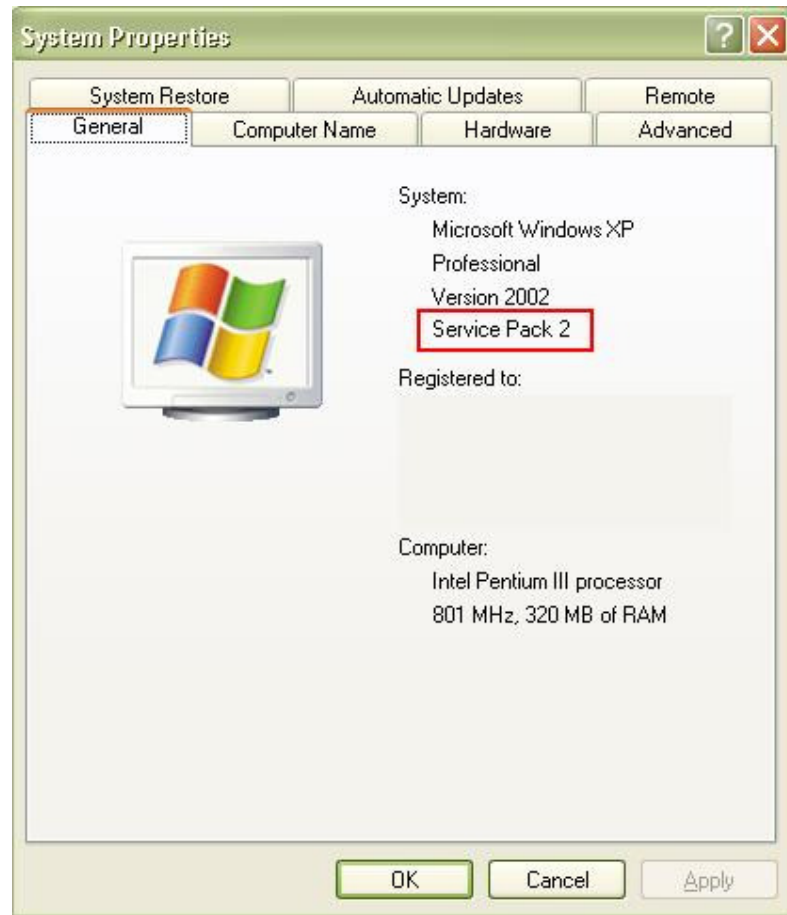 System Properties
System Restore Automatic Updates Remote
General Computer Name Hardware Advanced
System:
Microsoft Windows XP
Professional
Version 2002
Service Pack 2
Registered to:
Computer:
Intel Pentium III processor
801 MHz, 320 MB of RAM
OK Cancel Apply